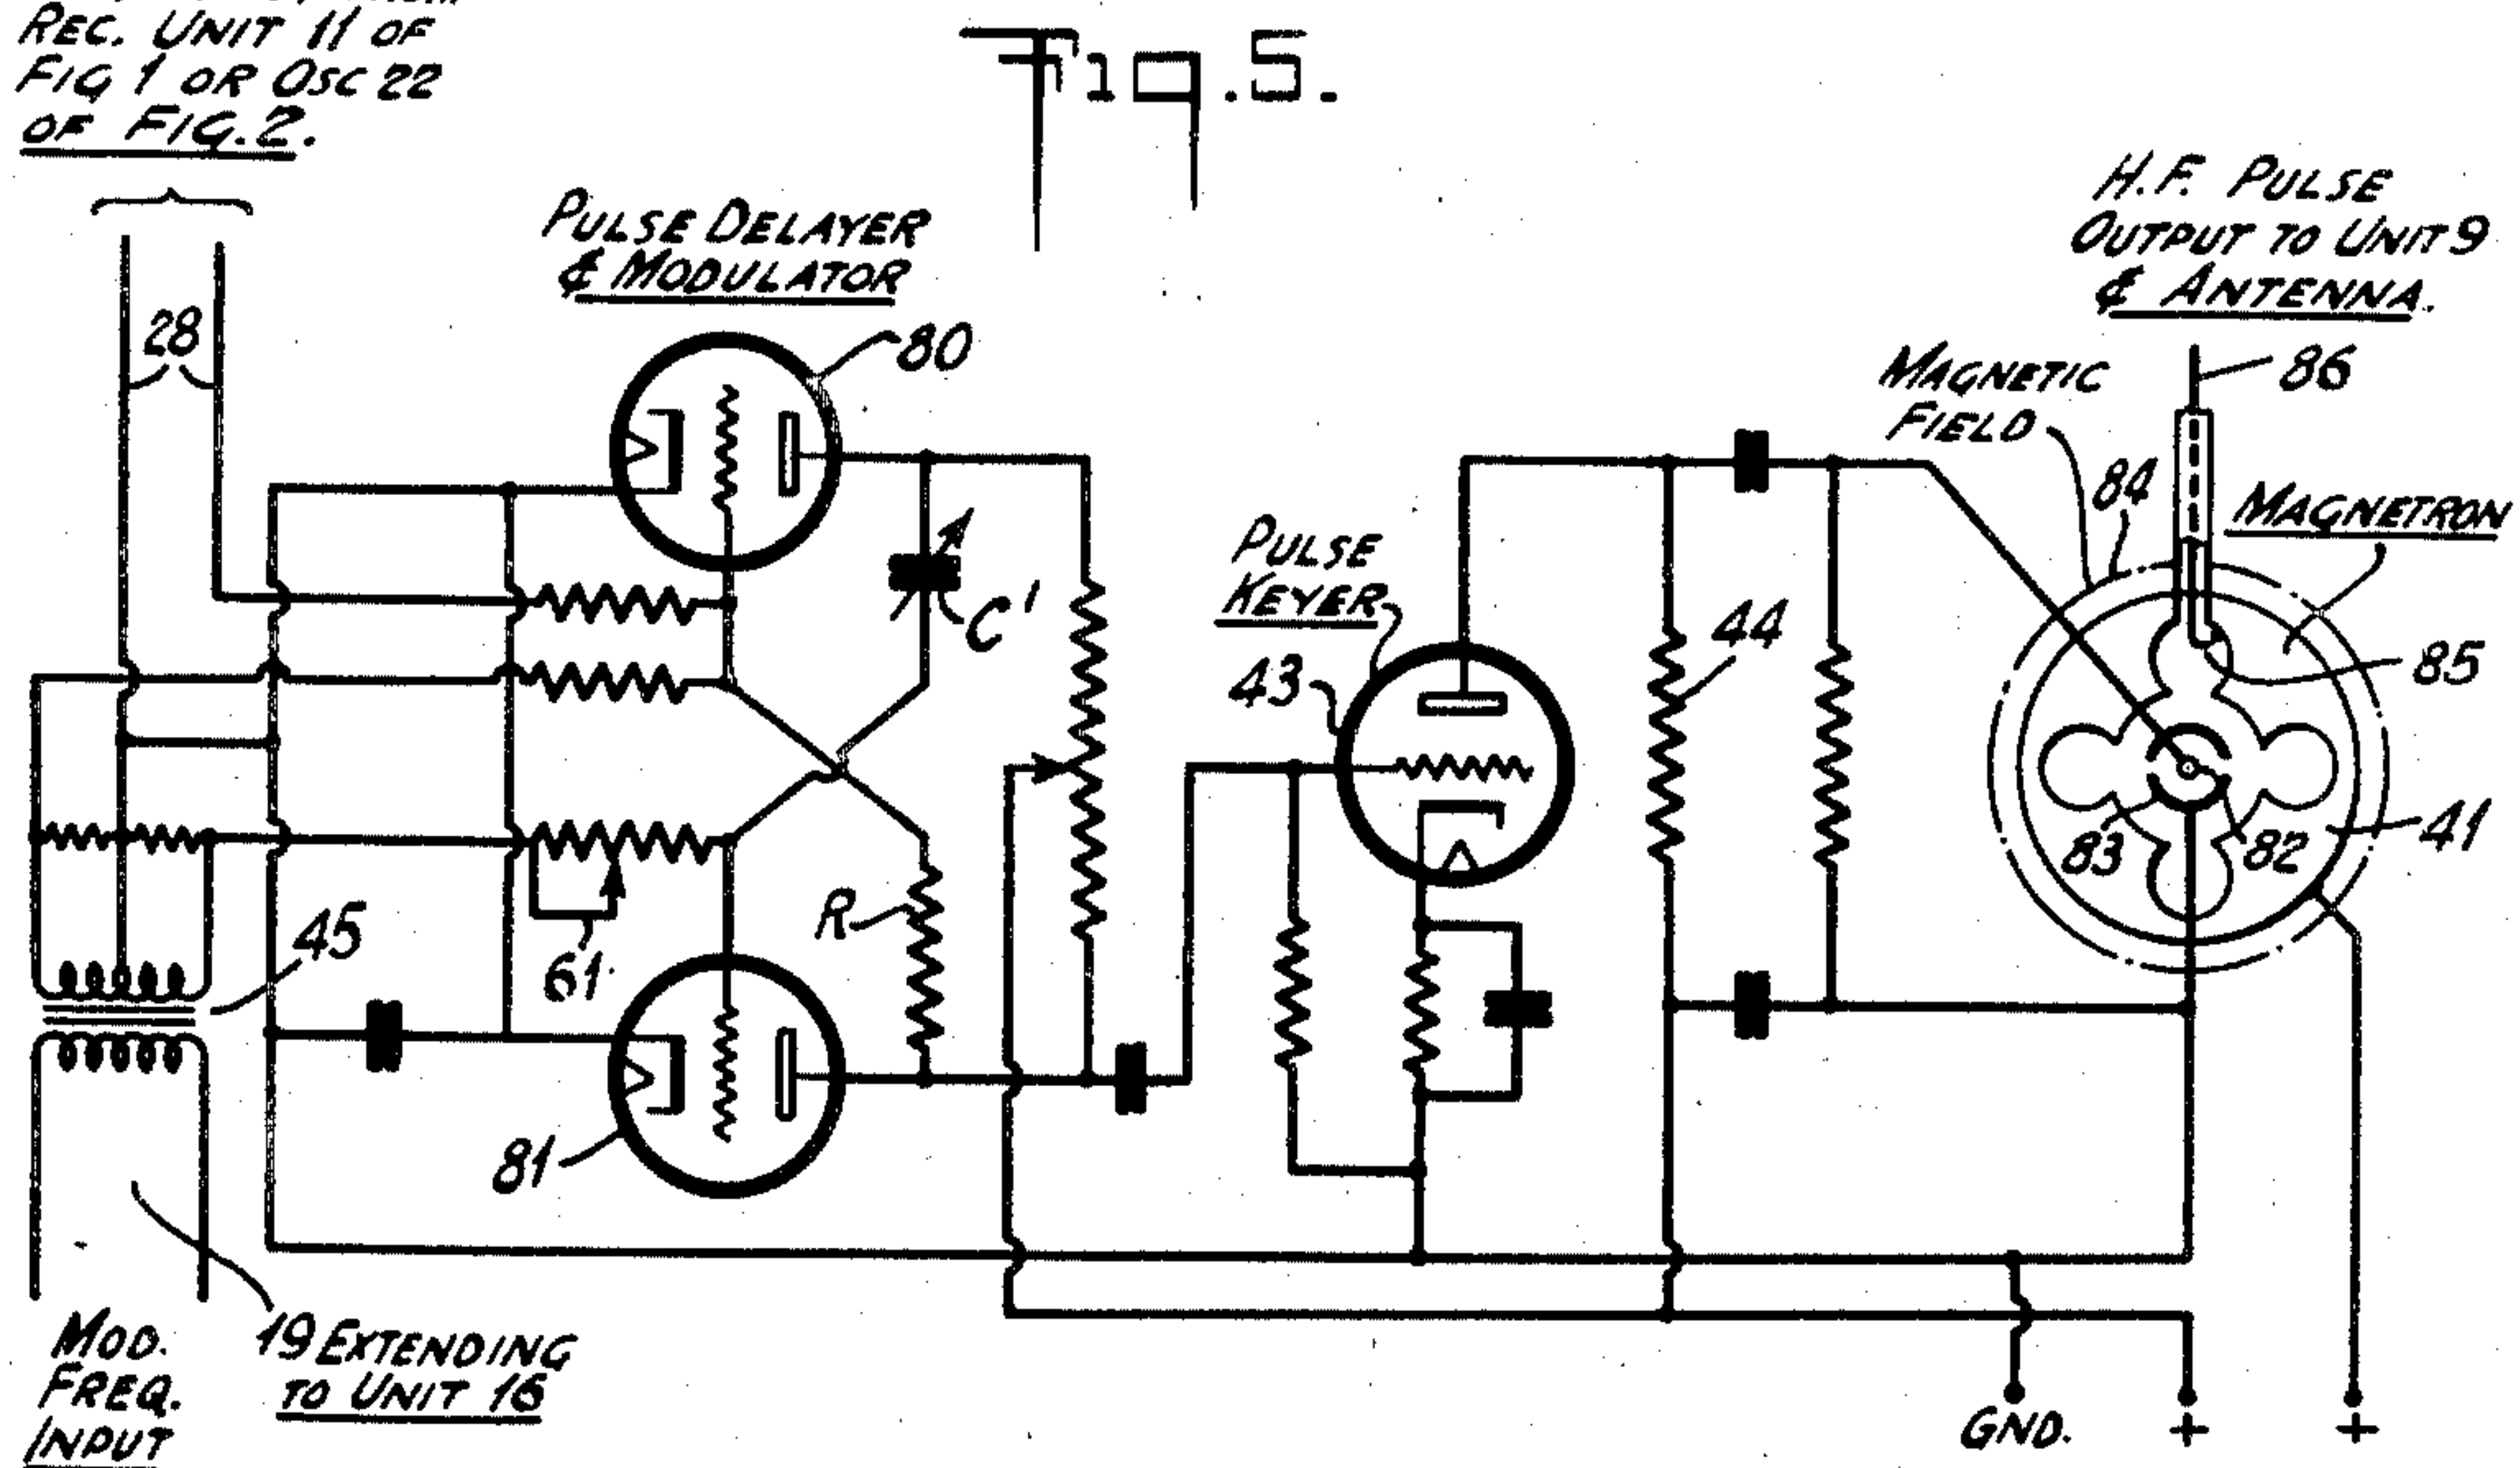 REC. UNIT 11 OF
FIG 1 OR OSC 22
OF FIG. 2.
Fig. 5.
PULSE DELAYER
& MODULATOR
H.F. PULSE
OUTPUT TO UNIT 9
& ANTENNA.
28
80
MAGNETIC
FIELD
86
84
MAGNETRON
PULSE
KEYER
C'
44
43
85
83
82
41
R
45
61
81
MOD.
FREQ.
INPUT
19 EXTENDING
TO UNIT 16
GND.
+
+